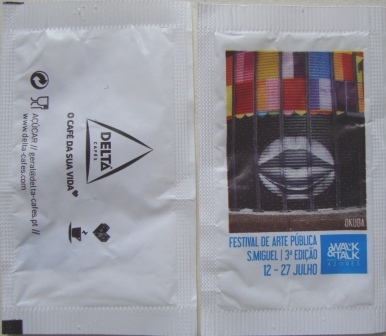 DELTA
CAFÉS
O CAFÉ DA SUA VIDA
AÇÚCAR // geral@delta-cafes.pt //
www.delta-cafes.com
OKUDA
FESTIVAL DE ARTE PÚBLICA
S.MIGUEL | 3ª EDIÇÃO
12 - 27 JULHO
WALK
&TALK
AZORES